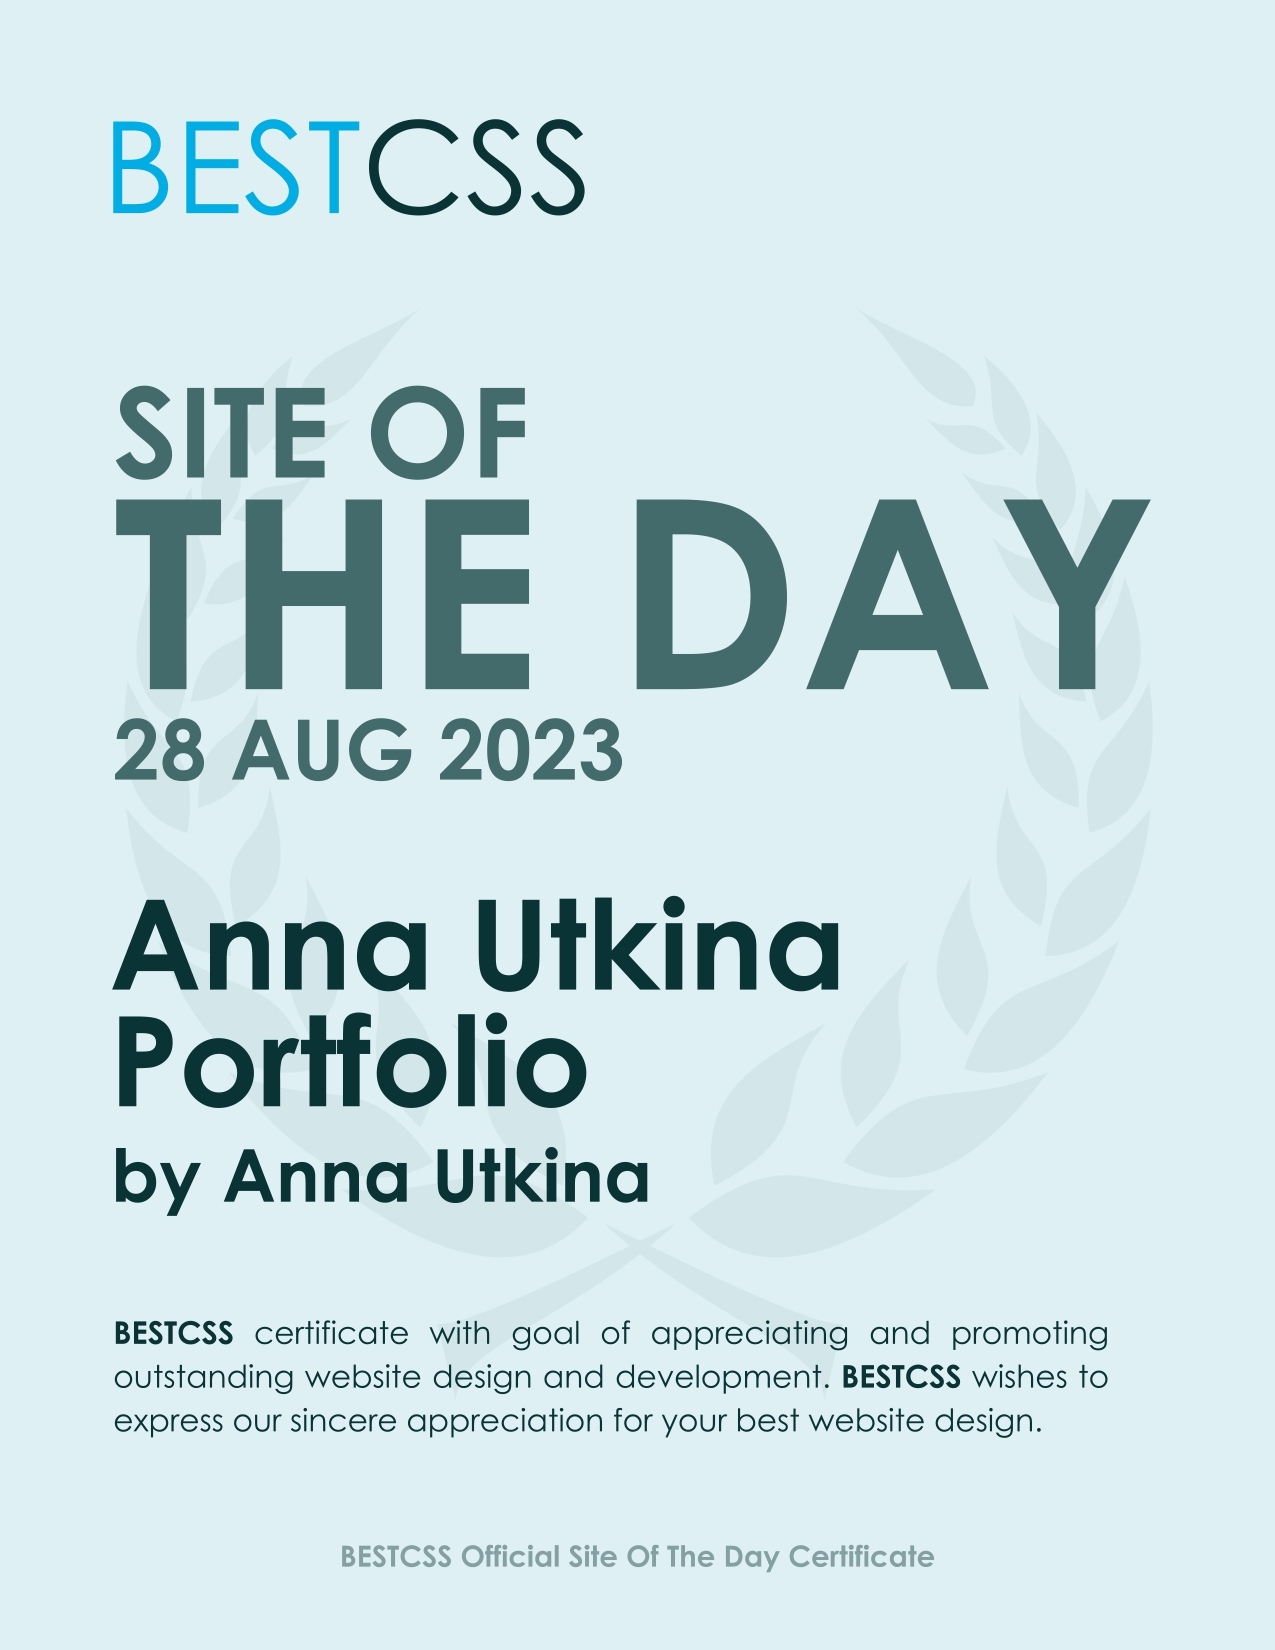 BESTCSS
SITE OF
THE DAY
28 AUG 2023
Anna Utkina
Portfolio
by Anna Utkina
BESTCSS certificate with goal of appreciating and promoting
outstanding website design and development. BESTCSS wishes to
express our sincere appreciation for your best website design.
BESTCSS Official Site Of The Day Certificate